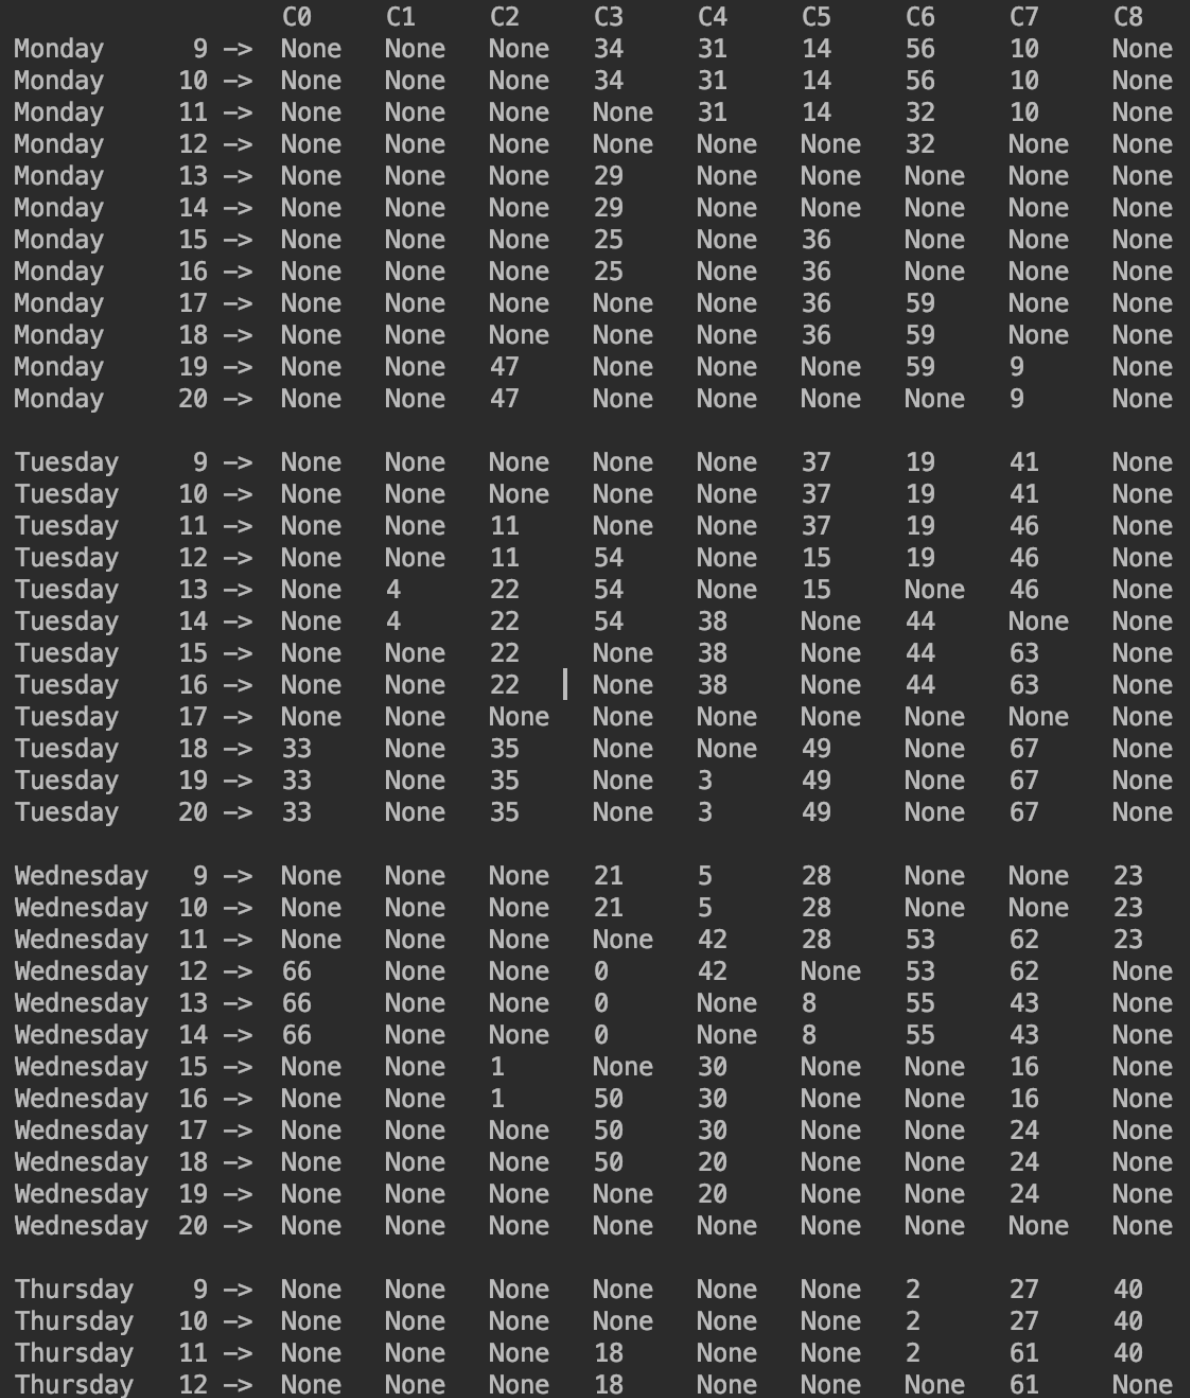 C0 C1 C2 C3 C4 C5 C6 C7 C8
Monday 9 -> None None None 34 31 14 56 10 None
Monday 10 -> None None None 34 31 14 56 10 None
Monday 11 -> None None None None 31 14 32 10 None
Monday 12 -> None None None None None None 32 None None
Monday 13 -> None None None 29 None None None None None
Monday 14 -> None None None 29 None None None None None
Monday 15 -> None None None 25 None 36 None None None
Monday 16 -> None None None 25 None 36 None None None
Monday 17 -> None None None None None 36 59 None None
Monday 18 -> None None None None None 36 59 None None
Monday 19 -> None None 47 None None None 59 9 None
Monday 20 -> None None 47 None None None None 9 None
Tuesday 9 -> None None None None None 37 19 41 None
Tuesday 10 -> None None None None None 37 19 41 None
Tuesday 11 -> None None 11 None None 37 19 46 None
Tuesday 12 -> None None 11 54 None 15 19 46 None
Tuesday 13 -> None 4 22 54 None 15 None 46 None
Tuesday 14 -> None 4 22 54 38 None 44 None None
Tuesday 15 -> None None 22 None 38 None 44 63 None
Tuesday 16 -> None None 22 None 38 None 44 63 None
Tuesday 17 -> None None None None None None None None None
Tuesday 18 -> 33 None 35 None None 49 None 67 None
Tuesday 19 -> 33 None 35 None 3 49 None 67 None
Tuesday 20 -> 33 None 35 None 3 49 None 67 None
Wednesday 9 -> None None None 21 5 28 None None 23
Wednesday 10 -> None None None 21 5 28 None None 23
Wednesday 11 -> None None None None 42 28 53 62 23
Wednesday 12 -> 66 None None 0 42 None 53 62 None
Wednesday 13 -> 66 None None 0 None 8 55 43 None
Wednesday 14 -> 66 None None 0 None 8 55 43 None
Wednesday 15 -> None None 1 None 30 None None 16 None
Wednesday 16 -> None None 1 50 30 None None 16 None
Wednesday 17 -> None None None 50 30 None None 24 None
Wednesday 18 -> None None None 50 20 None None 24 None
Wednesday 19 -> None None None None 20 None None 24 None
Wednesday 20 -> None None None None None None None None None
Thursday 9 -> None None None None None None 2 27 40
Thursday 10 -> None None None None None None 2 27 40
Thursday 11 -> None None None 18 None None 2 61 40
Thursday 12 -> None None None 18 None None None 61 None